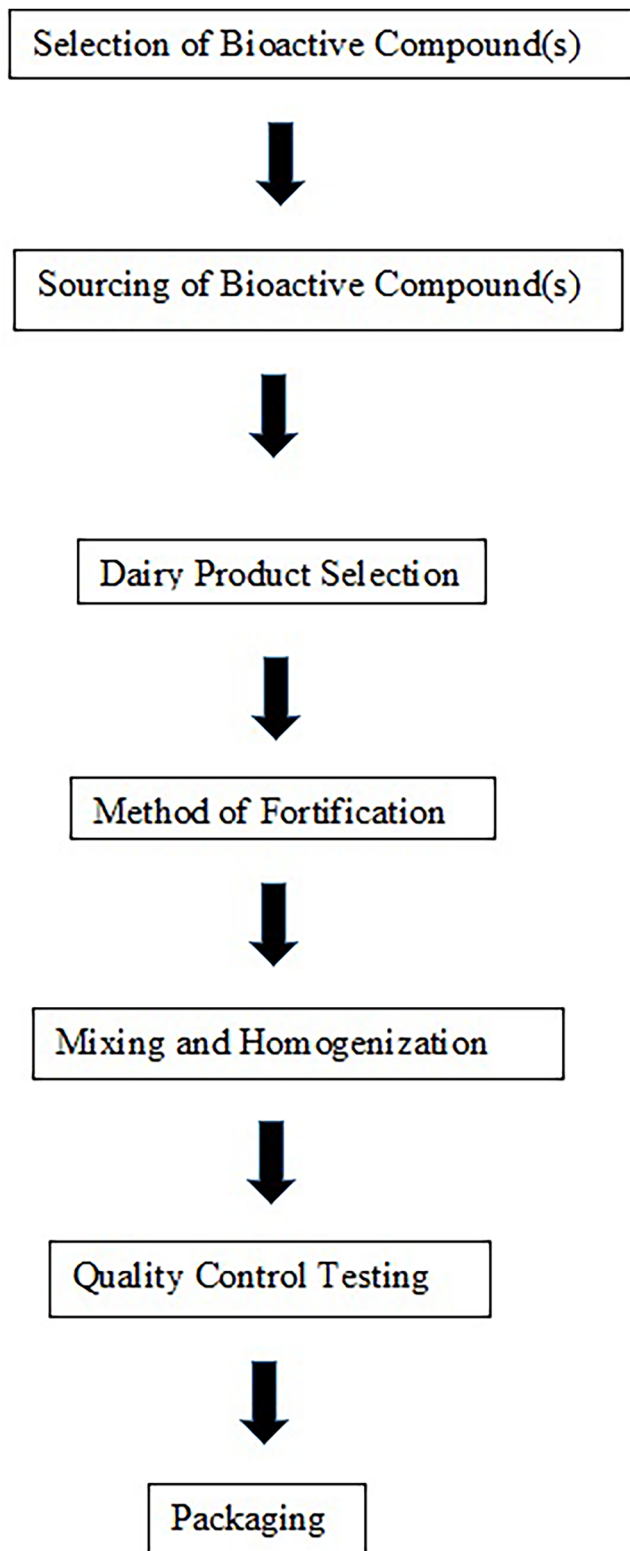 Selection of Bioactive Compound(s)
Sourcing of Bioactive Compound(s)
Dairy Product Selection
Method of Fortification
Mixing and Homogenization
Quality Control Testing
Packaging